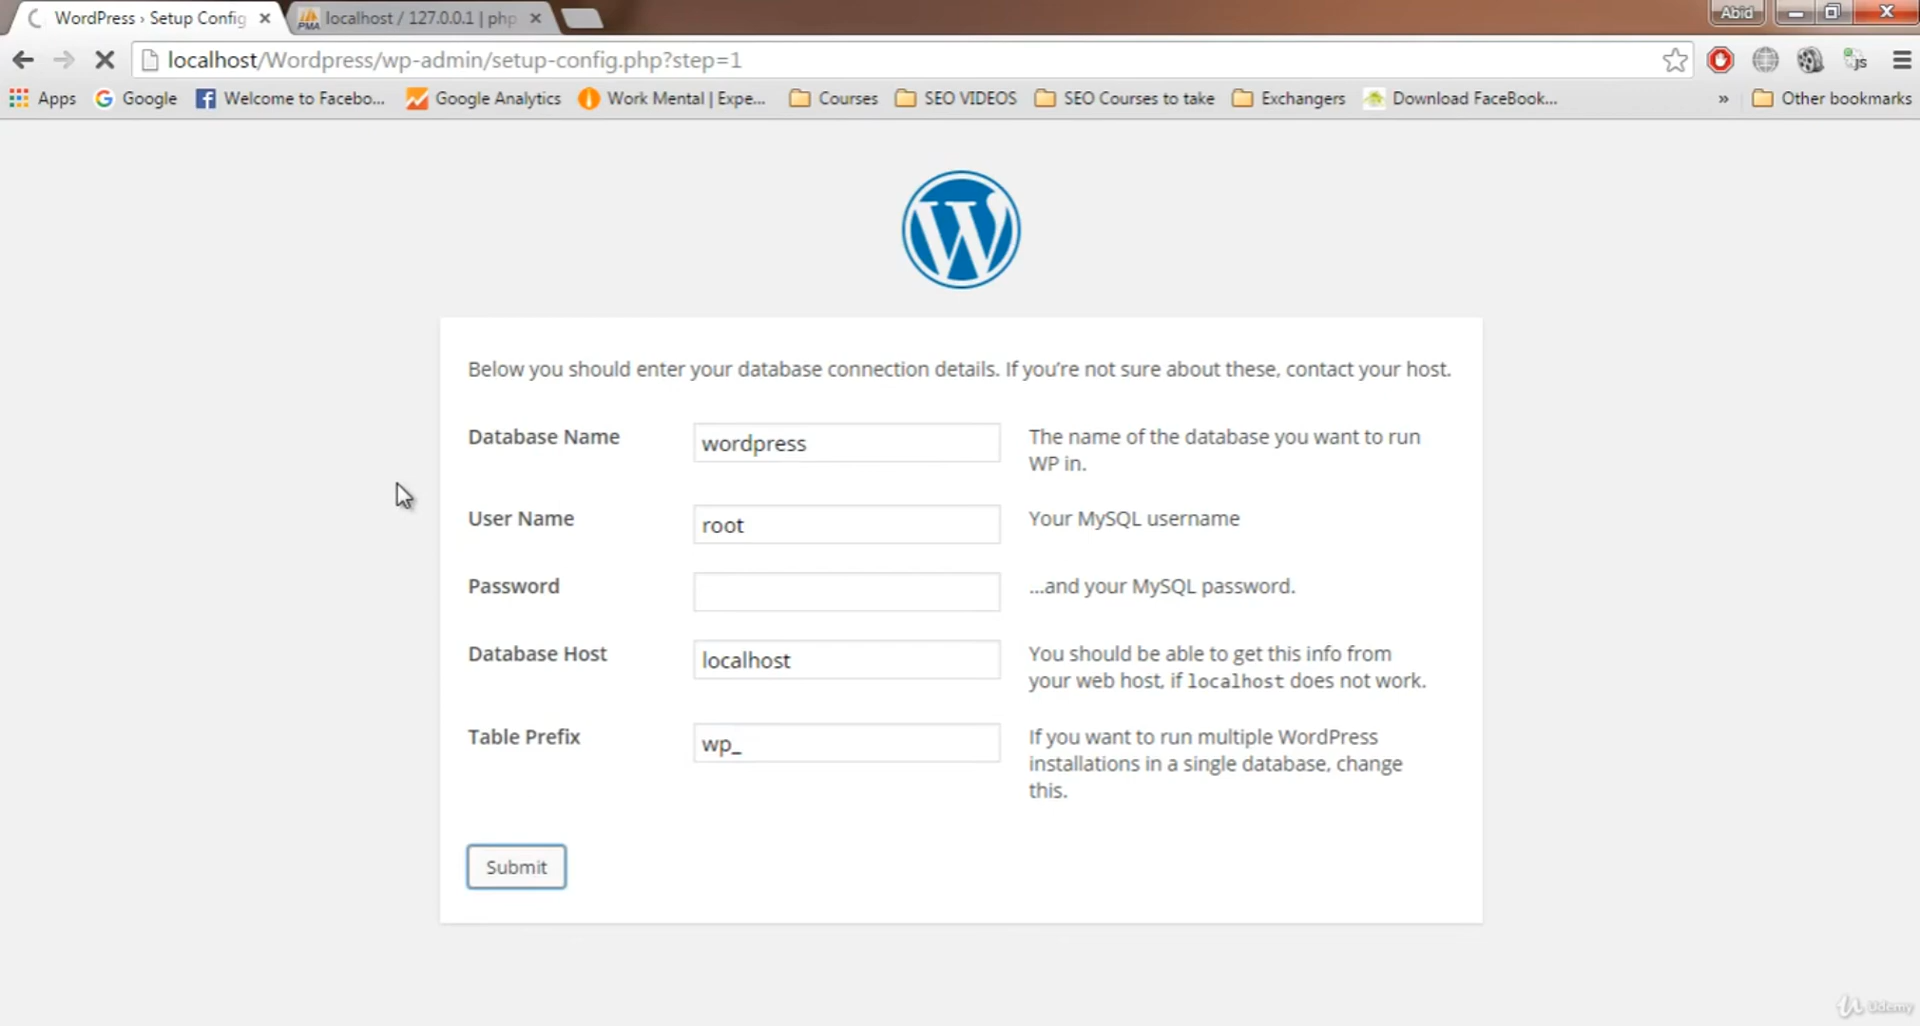 WordPress › Setup Config
localhost / 127.0.0.1 | php
Abid
localhost/Wordpress/wp-admin/setup-config.php?step=1
Apps
Google
Welcome to Facebo...
Google Analytics
Work Mental | Expe...
Courses
SEO VIDEOS
SEO Courses to take
Exchangers
Download FaceBook...
»
Other bookmarks
Below you should enter your database connection details. If you’re not sure about these, contact your host.
Database Name
wordpress
The name of the database you want to run
WP in.
User Name
root
Your MySQL username
Password
…and your MySQL password.
Database Host
localhost
You should be able to get this info from
your web host, if localhost does not work.
Table Prefix
wp_
If you want to run multiple WordPress
installations in a single database, change
this.
Submit
Udemy